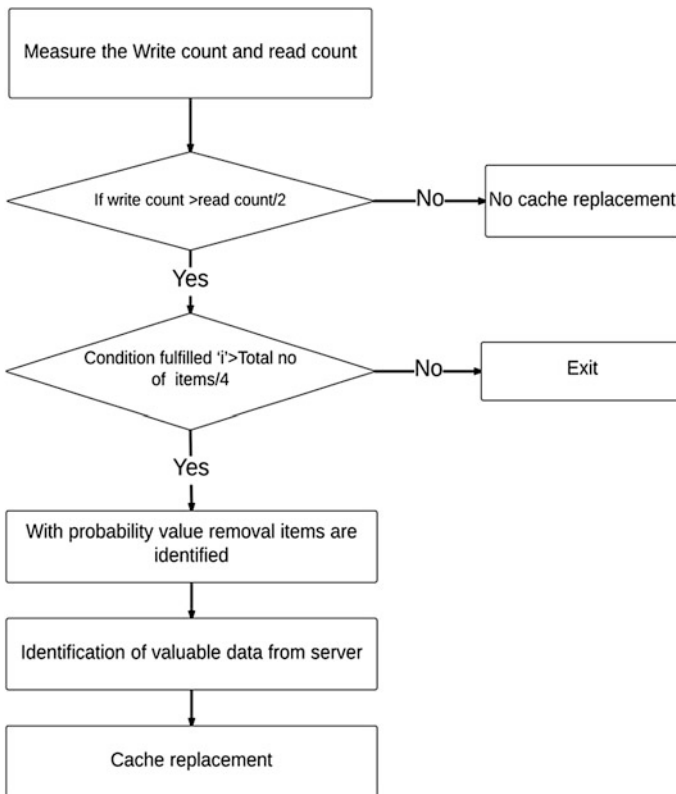 Measure the Write count and read count
If write count >read count/2
No
No cache replacement
Yes
Condition fulfilled ‘i’>Total no
of items/4
No
Exit
Yes
With probability value removal items are
identified
Identification of valuable data from server
Cache replacement